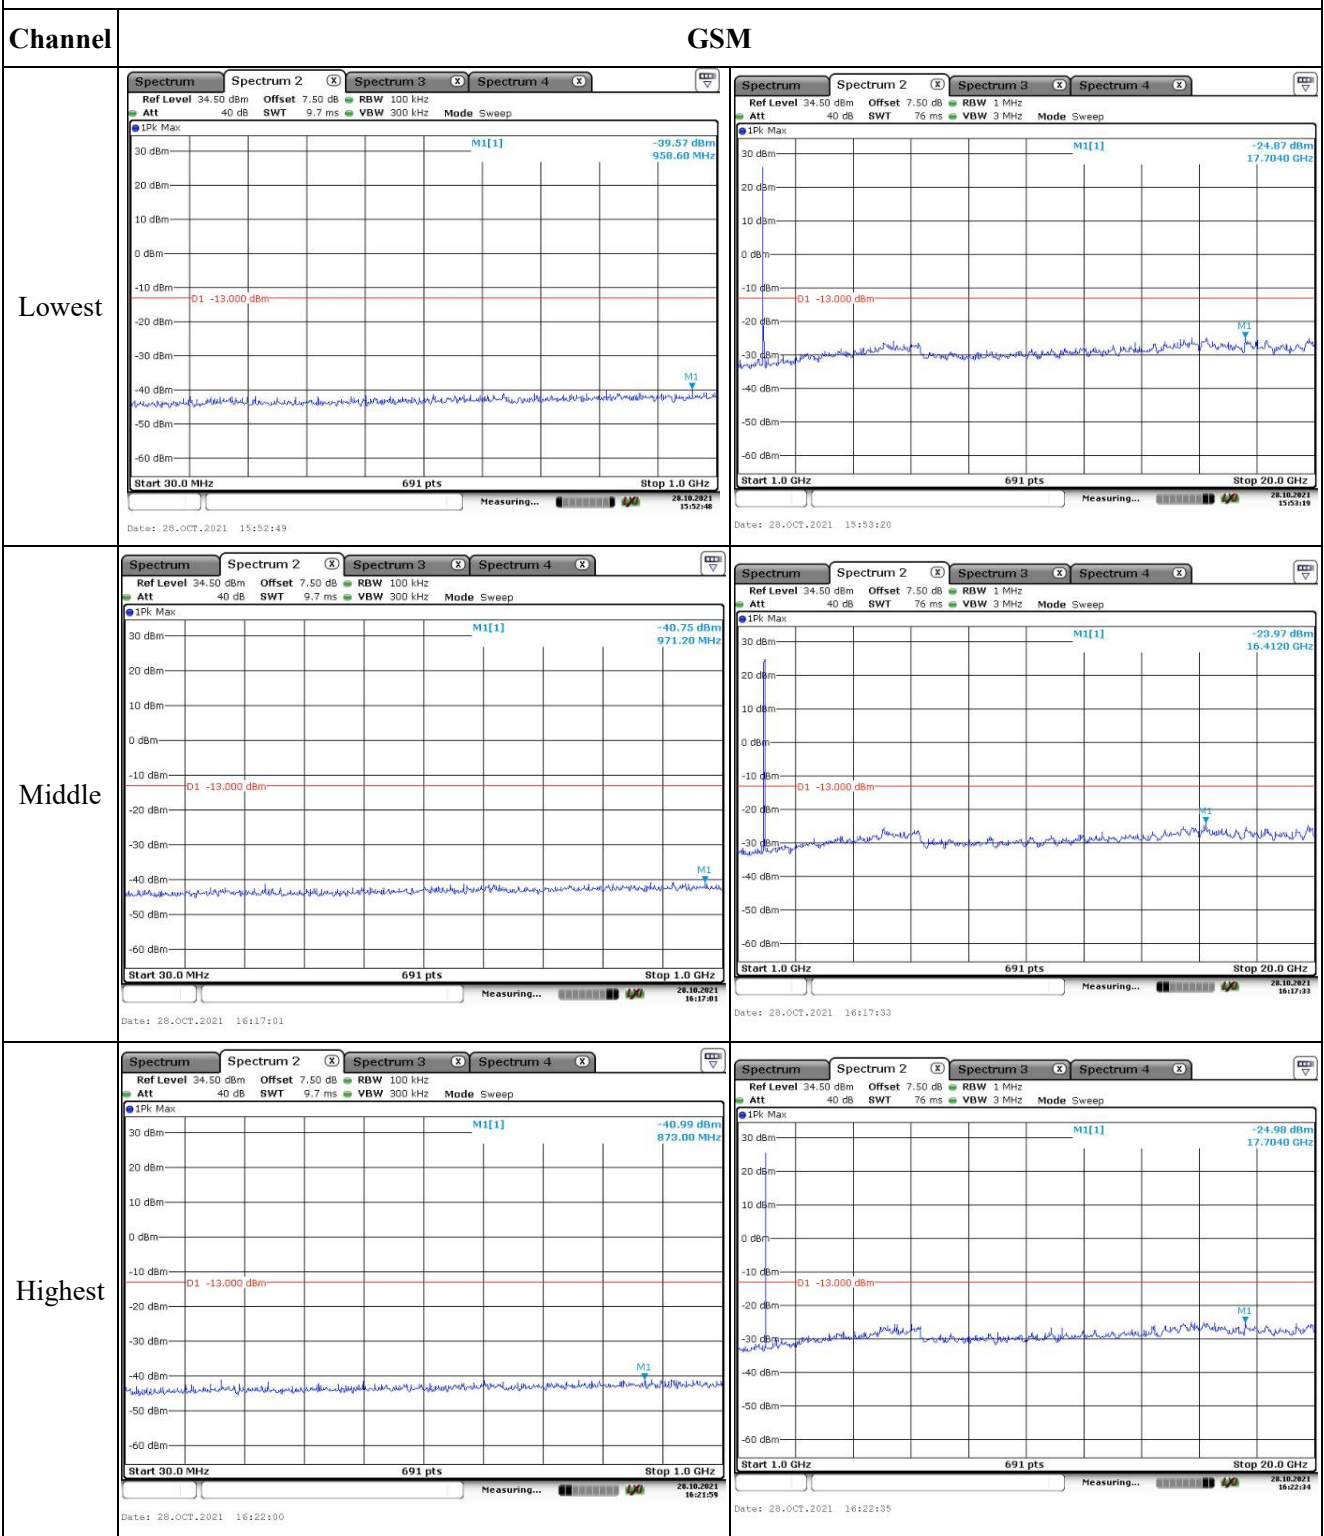 Channel GSM
Lowest
Spectrum Spectrum 2 Spectrum 3 Spectrum 4
Ref Level 34.50 dBm Offset 7.50 dB RBW 100 kHz
Att 40 dB SWT 9.7 ms VBW 300 kHz Mode Sweep
1Pk Max
M1[1] -39.57 dBm
958.60 MHz
30 dBm
20 dBm
10 dBm
0 dBm
-10 dBm
D1 -13.000 dBm
-20 dBm
-30 dBm
M1
-40 dBm
-50 dBm
-60 dBm
Start 30.0 MHz 691 pts Stop 1.0 GHz
Measuring... 28.10.2021
15:52:48
Date: 28.OCT.2021 15:52:49
Spectrum Spectrum 2 Spectrum 3 Spectrum 4
Ref Level 34.50 dBm Offset 7.50 dB RBW 1 MHz
Att 40 dB SWT 76 ms VBW 3 MHz Mode Sweep
1Pk Max
M1[1] -24.87 dBm
17.7040 GHz
30 dBm
20 dBm
10 dBm
0 dBm
-10 dBm
D1 -13.000 dBm
-20 dBm
M1
-30 dBm
-40 dBm
-50 dBm
-60 dBm
Start 1.0 GHz 691 pts Stop 20.0 GHz
Measuring... 28.10.2021
15:53:19
Date: 28.OCT.2021 15:53:20
Middle
Spectrum Spectrum 2 Spectrum 3 Spectrum 4
Ref Level 34.50 dBm Offset 7.50 dB RBW 100 kHz
Att 40 dB SWT 9.7 ms VBW 300 kHz Mode Sweep
1Pk Max
M1[1] -40.75 dBm
971.20 MHz
30 dBm
20 dBm
10 dBm
0 dBm
-10 dBm
D1 -13.000 dBm
-20 dBm
-30 dBm
M1
-40 dBm
-50 dBm
-60 dBm
Start 30.0 MHz 691 pts Stop 1.0 GHz
Measuring... 28.10.2021
16:17:01
Date: 28.OCT.2021 16:17:01
Spectrum Spectrum 2 Spectrum 3 Spectrum 4
Ref Level 34.50 dBm Offset 7.50 dB RBW 1 MHz
Att 40 dB SWT 76 ms VBW 3 MHz Mode Sweep
1Pk Max
M1[1] -23.97 dBm
16.4120 GHz
30 dBm
20 dBm
10 dBm
0 dBm
-10 dBm
D1 -13.000 dBm
-20 dBm
M1
-30 dBm
-40 dBm
-50 dBm
-60 dBm
Start 1.0 GHz 691 pts Stop 20.0 GHz
Measuring... 28.10.2021
16:17:33
Date: 28.OCT.2021 16:17:33
Highest
Spectrum Spectrum 2 Spectrum 3 Spectrum 4
Ref Level 34.50 dBm Offset 7.50 dB RBW 100 kHz
Att 40 dB SWT 9.7 ms VBW 300 kHz Mode Sweep
1Pk Max
M1[1] -40.99 dBm
873.00 MHz
30 dBm
20 dBm
10 dBm
0 dBm
-10 dBm
D1 -13.000 dBm
-20 dBm
-30 dBm
M1
-40 dBm
-50 dBm
-60 dBm
Start 30.0 MHz 691 pts Stop 1.0 GHz
Measuring... 28.10.2021
16:21:59
Date: 28.OCT.2021 16:22:00
Spectrum Spectrum 2 Spectrum 3 Spectrum 4
Ref Level 34.50 dBm Offset 7.50 dB RBW 1 MHz
Att 40 dB SWT 76 ms VBW 3 MHz Mode Sweep
1Pk Max
M1[1] -24.98 dBm
17.7040 GHz
30 dBm
20 dBm
10 dBm
0 dBm
-10 dBm
D1 -13.000 dBm
-20 dBm
M1
-30 dBm
-40 dBm
-50 dBm
-60 dBm
Start 1.0 GHz 691 pts Stop 20.0 GHz
Measuring... 28.10.2021
16:22:34
Date: 28.OCT.2021 16:22:35